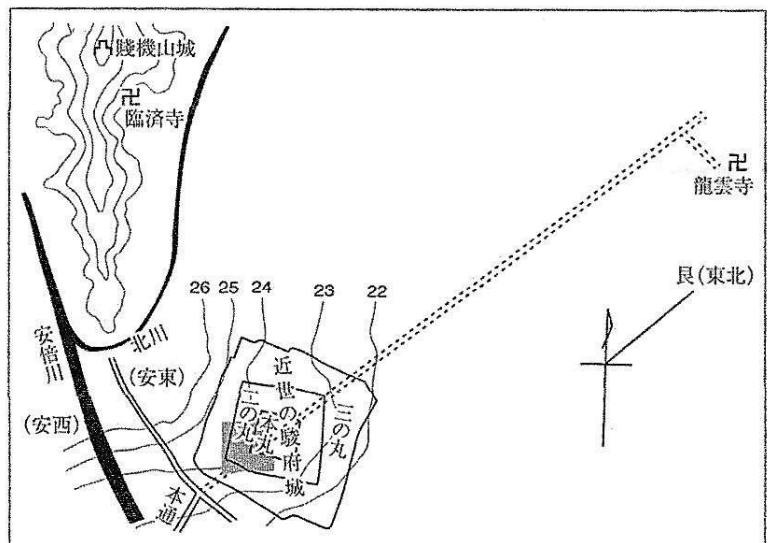 賤機山城
卍
臨済寺
卍
龍雲寺
艮(東北)
26
25
24
23
22
北川
安倍川
(安東)
(安西)
近世の駿府城
二の丸
本丸
三の丸
本通